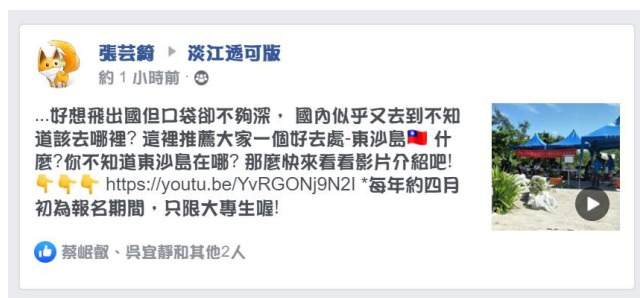 張芸綺 ▸ 淡江透可版
約 1 小時前 ·
...好想飛出國但口袋卻不夠深， 國內似乎又去到不知
道該去哪裡? 這裡推薦大家一個好去處-東沙島🇹🇼 什
麼?你不知道東沙島在哪? 那麼快來看看影片介紹吧!
👇👇👇 https://youtu.be/YvRGONj9N2I *每年約四月
初為報名期間，只限大專生喔!
蔡岷叡、吳宜靜和其他2人